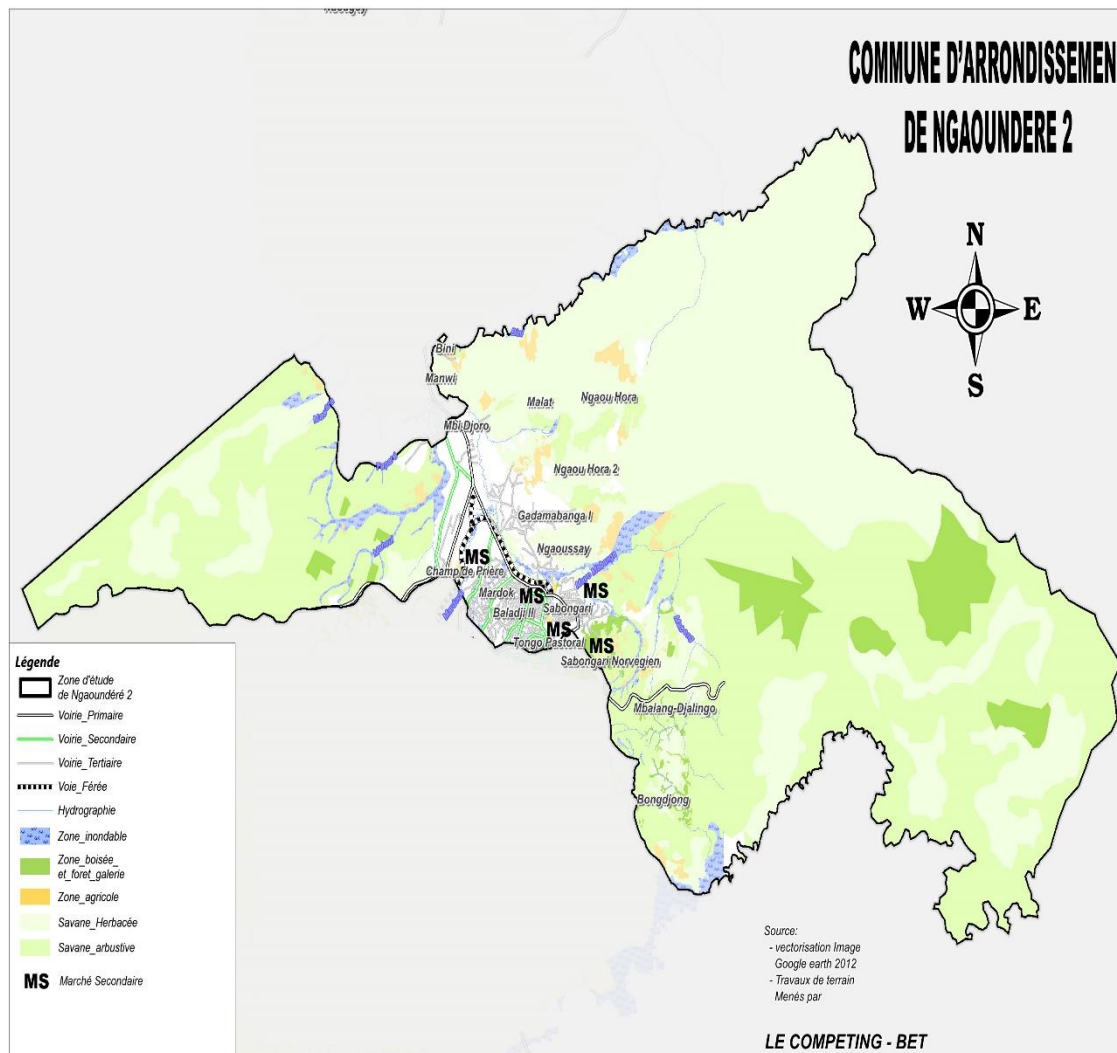 COMMUNE D'ARRONDISSEMEN
DE NGAOUNDERE 2
N
W E
S
Bini
Manwi
Malat
Ngaou Hora
Mbi Djoro
Ngaou Hora 2
Gadamabanga I
Ngaoussay
MS
Champ de Prière
Mardok
MS
MS
Baladji II
Sabongari
MS
Tongo Pastoral
MS
Sabongari Norvegien
Mbalang-Djalingo
Bongdjong
Légende
Zone d'étude
de Ngaoundéré 2
Voirie_Primaire
Voirie_Secondaire
Voirie_Tertiaire
Voie_Férée
Hydrographie
Zone_inondable
Zone_boisée_
et_foret_galerie
Zone_agricole
Savane_Herbacée
Savane_arbustive
MS Marché Secondaire
Source:
- vectorisation Image
Google earth 2012
- Travaux de terrain
Menés par
LE COMPETING - BET